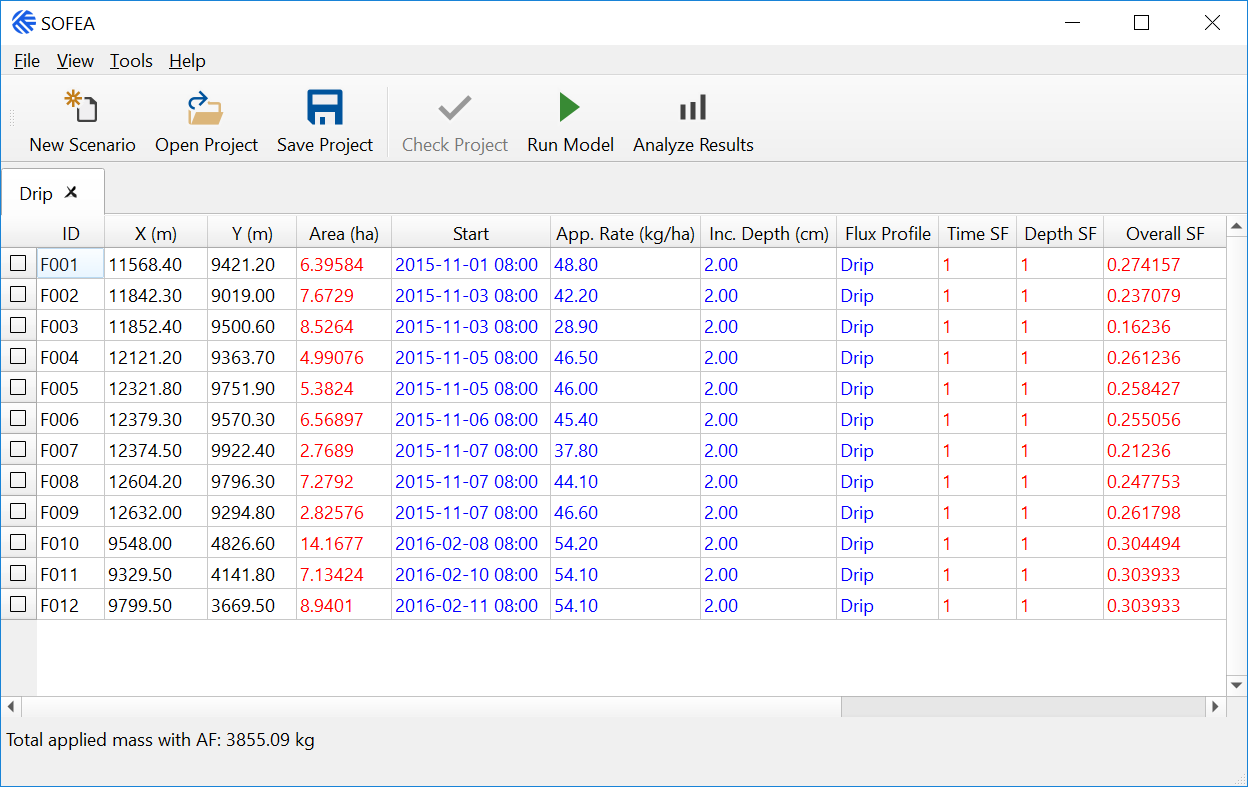 SOFEA
File View Tools Help
New Scenario Open Project Save Project Check Project Run Model Analyze Results
Drip
ID X (m) Y (m) Area (ha) Start App. Rate (kg/ha) Inc. Depth (cm) Flux Profile Time SF Depth SF Overall SF
F001 11568.40 9421.20 6.39584 2015-11-01 08:00 48.80 2.00 Drip 1 1 0.274157
F002 11842.30 9019.00 7.6729 2015-11-03 08:00 42.20 2.00 Drip 1 1 0.237079
F003 11852.40 9500.60 8.5264 2015-11-03 08:00 28.90 2.00 Drip 1 1 0.16236
F004 12121.20 9363.70 4.99076 2015-11-05 08:00 46.50 2.00 Drip 1 1 0.261236
F005 12321.80 9751.90 5.3824 2015-11-05 08:00 46.00 2.00 Drip 1 1 0.258427
F006 12379.30 9570.30 6.56897 2015-11-06 08:00 45.40 2.00 Drip 1 1 0.255056
F007 12374.50 9922.40 2.7689 2015-11-07 08:00 37.80 2.00 Drip 1 1 0.21236
F008 12604.20 9796.30 7.2792 2015-11-07 08:00 44.10 2.00 Drip 1 1 0.247753
F009 12632.00 9294.80 2.82576 2015-11-07 08:00 46.60 2.00 Drip 1 1 0.261798
F010 9548.00 4826.60 14.1677 2016-02-08 08:00 54.20 2.00 Drip 1 1 0.304494
F011 9329.50 4141.80 7.13424 2016-02-10 08:00 54.10 2.00 Drip 1 1 0.303933
F012 9799.50 3669.50 8.9401 2016-02-11 08:00 54.10 2.00 Drip 1 1 0.303933
Total applied mass with AF: 3855.09 kg